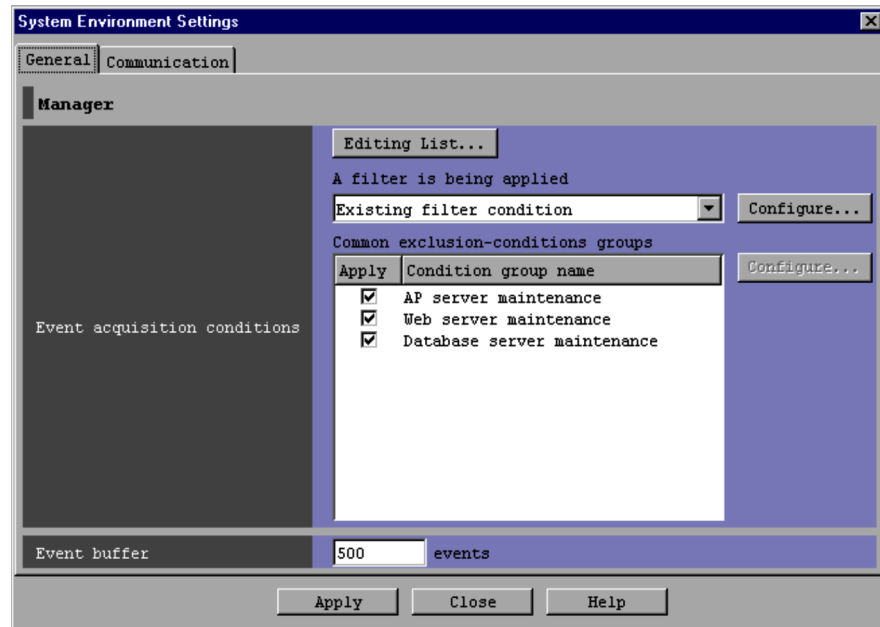 System Environment Settings
General Communication
Manager
Editing List...
A filter is being applied
Existing filter condition Configure...
Common exclusion-conditions groups
Apply Condition group name Configure...
AP server maintenance
Web server maintenance
Event acquisition conditions
Database server maintenance
Event buffer 500 events
Apply Close Help